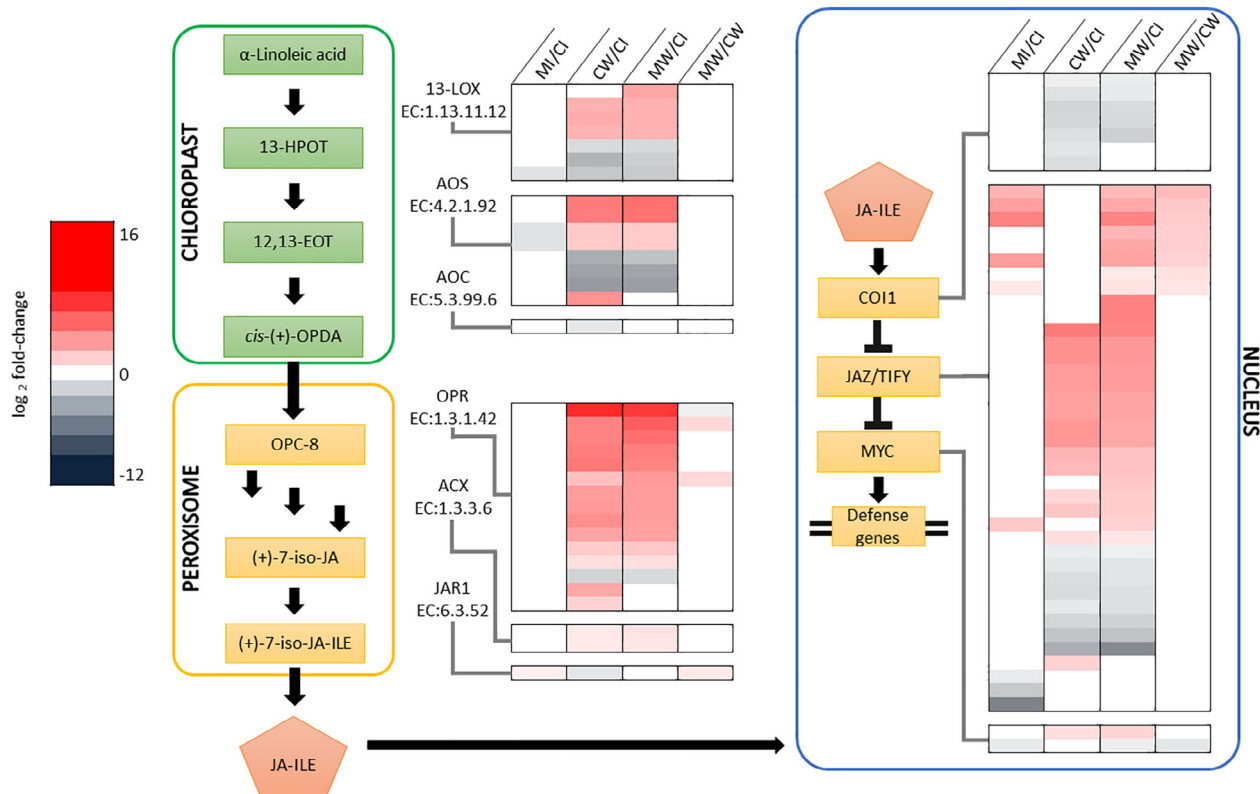 16
0
-12
log 2 fold-change
CHLOROPLAST
α-Linoleic acid
13-HPOT
12,13-EOT
cis-(+)-OPDA
PEROXISOME
OPC-8
(+)-7-iso-JA
(+)-7-iso-JA-ILE
JA-ILE
MI/CI
CW/CI
MW/CI
MW/CW
13-LOX
EC:1.13.11.12
AOS
EC:4.2.1.92
AOC
EC:5.3.99.6
OPR
EC:1.3.1.42
ACX
EC:1.3.3.6
JAR1
EC:6.3.52
JA-ILE
COI1
JAZ/TIFY
MYC
Defense
genes
MI/CI
CW/CI
MW/CI
MW/CW
NUCLEUS